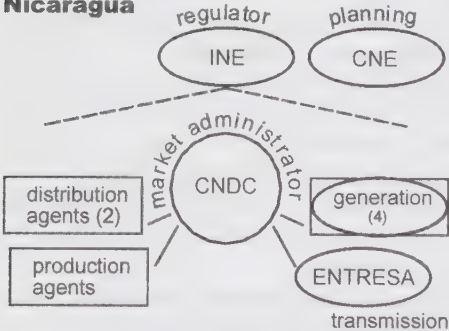 Nicaragua
regulator
planning
INE
CNE
market administrator
CNDC
distribution
agents (2)
generation
(4)
production
agents
ENTRESA
transmission